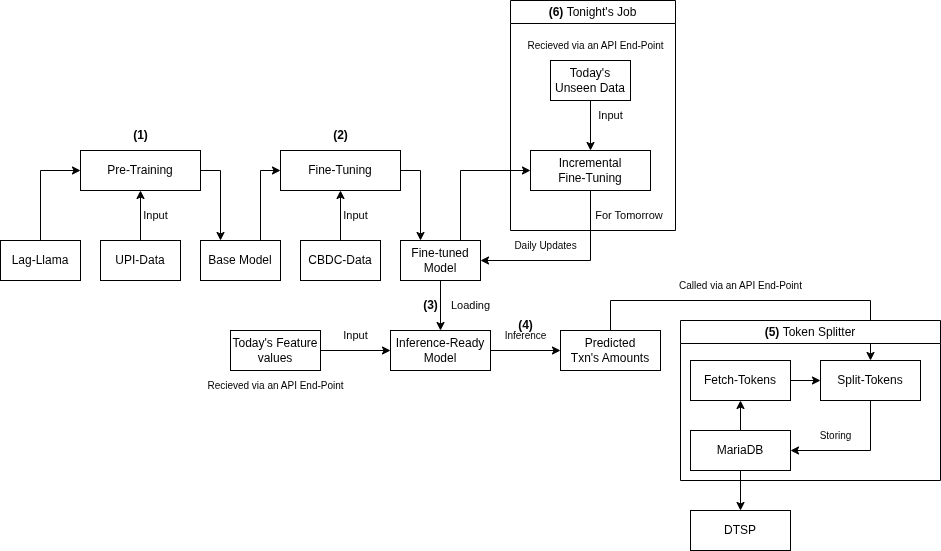 (6) Tonight's Job
Recieved via an API End-Point
Today's
Unseen Data
Input
(1)
(2)
Pre-Training
Fine-Tuning
Incremental
Fine-Tuning
Input
Input
For Tomorrow
Lag-Llama
UPI-Data
Base Model
CBDC-Data
Fine-tuned
Model
Daily Updates
(3)
Loading
Called via an API End-Point
Today's Feature
values
Input
Inference-Ready
Model
(4)
Inference
Predicted
Txn's Amounts
Recieved via an API End-Point
(5) Token Splitter
Fetch-Tokens
Split-Tokens
Storing
MariaDB
DTSP